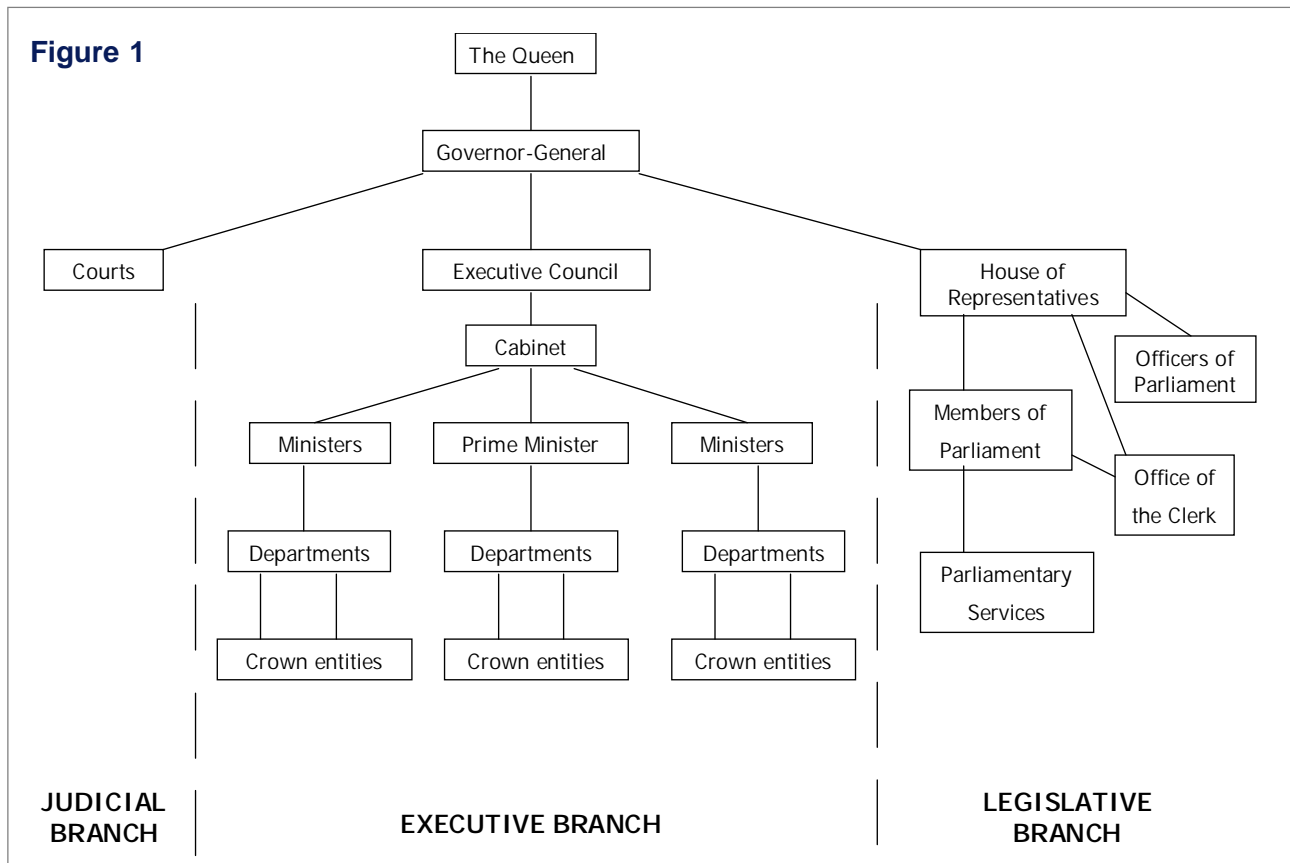 Figure 1
The Queen
Governor-General
Courts
Executive Council
House of
Representatives
Cabinet
Officers of
Parliament
Members of
Parliament
Ministers
Prime Minister
Ministers
Office of
the Clerk
Departments
Departments
Departments
Parliamentary
Services
Crown entities
Crown entities
Crown entities
JUDICIAL
BRANCH
EXECUTIVE BRANCH
LEGISLATIVE
BRANCH